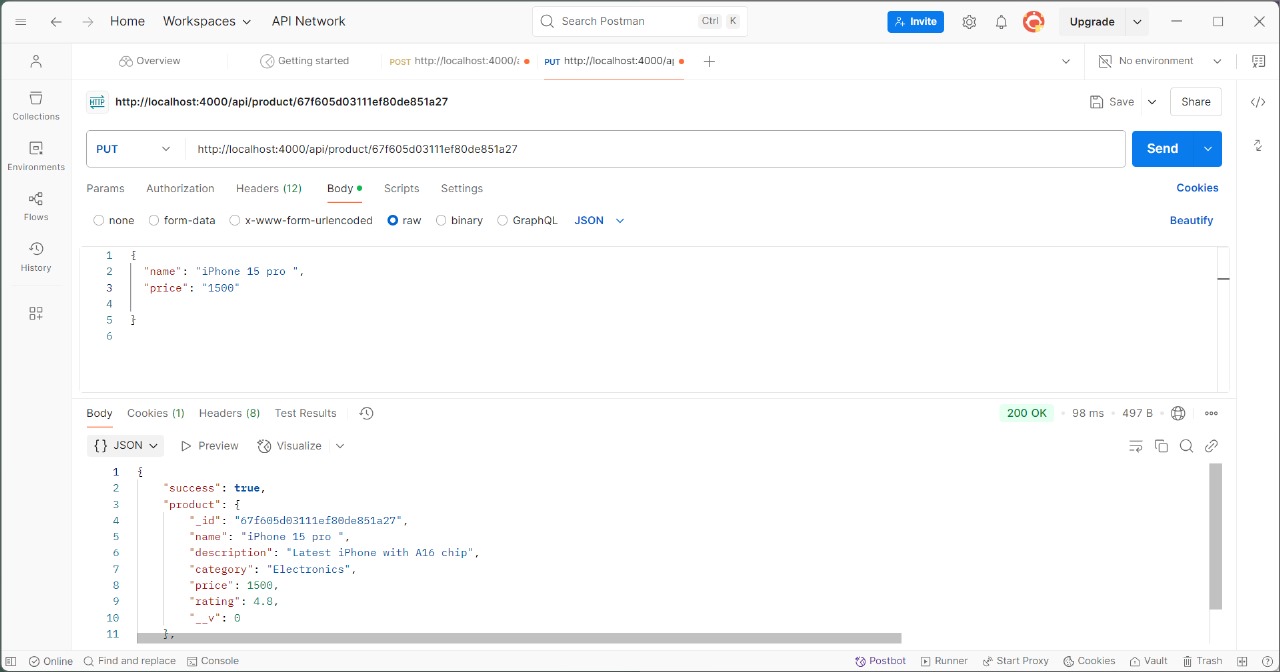 Home Workspaces API Network Search Postman Ctrl K Invite Upgrade
Overview Getting started POST http://localhost:4000/a PUT http://localhost:4000/ap No environment
HTTP http://localhost:4000/api/product/67f605d03111ef80de851a27 Save Share
Collections
PUT http://localhost:4000/api/product/67f605d03111ef80de851a27 Send
Environments
Params Authorization Headers (12) Body Scripts Settings Cookies
Flows
none form-data x-www-form-urlencoded raw binary GraphQL JSON Beautify
History
1 {
2 "name": "iPhone 15 pro ",
3 "price": "1500"
4
5 }
6
Body Cookies (1) Headers (8) Test Results 200 OK 98 ms 497 B
{} JSON Preview Visualize
1 {
2 "success": true,
3 "product": {
4 "_id": "67f605d03111ef80de851a27",
5 "name": "iPhone 15 pro ",
6 "description": "Latest iPhone with A16 chip",
7 "category": "Electronics",
8 "price": 1500,
9 "rating": 4.8,
10 "__v": 0
11 },
Online Find and replace Console Postbot Runner Start Proxy Cookies Vault Trash